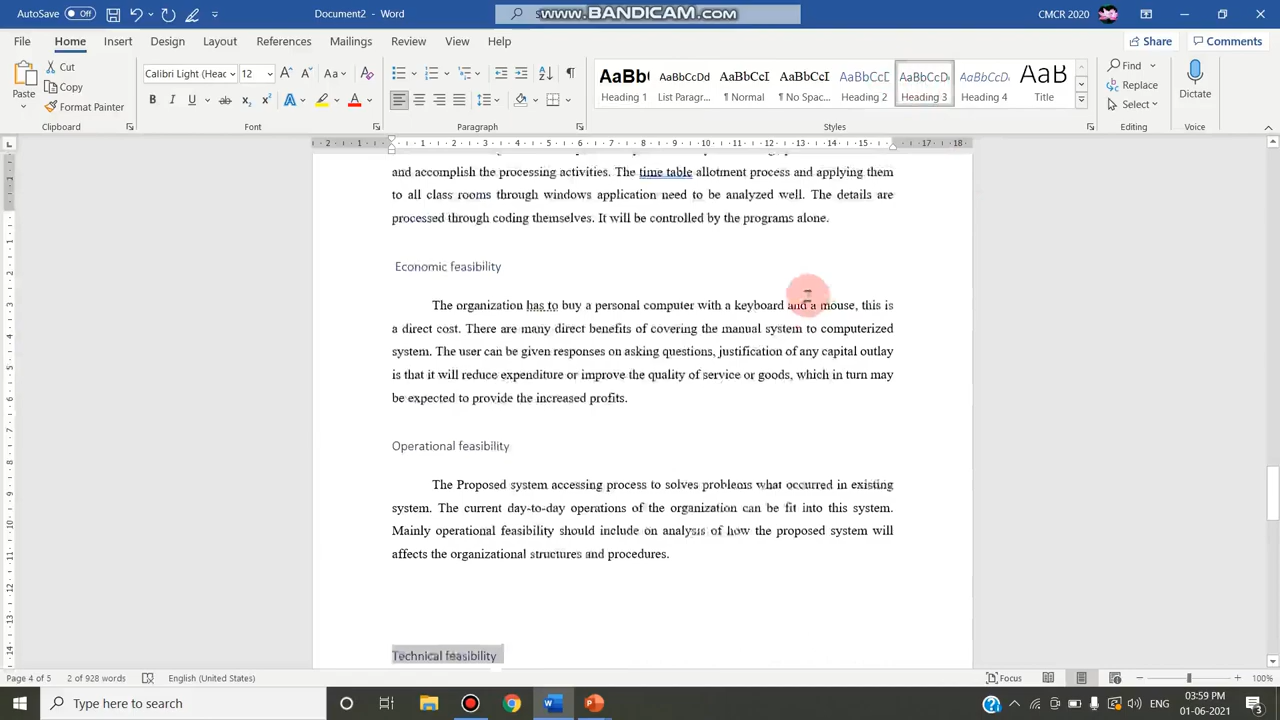 AutoSave Off Document2 - Word www.BANDICAM.com CMCR 2020
File Home Insert Design Layout References Mailings Review View Help Share Comments
Paste Cut Copy Format Painter
Calibri Light (Head 12
AaBb( AaBbCcDd AaBbCcI AaBbCcI AaBbCcD AaBbCcD AaBbCcD AaB
Heading 1 List Paragr... ¶ Normal ¶ No Spac... Heading 2 Heading 3 Heading 4 Title
Find Replace Select Dictate
Clipboard Font Paragraph Styles Editing Voice
and accomplish the processing activities. The time table allotment process and applying them
to all class rooms through windows application need to be analyzed well. The details are
processed through coding themselves. It will be controlled by the programs alone.
Economic feasibility
The organization has to buy a personal computer with a keyboard and a mouse, this is
a direct cost. There are many direct benefits of covering the manual system to computerized
system. The user can be given responses on asking questions, justification of any capital outlay
is that it will reduce expenditure or improve the quality of service or goods, which in turn may
be expected to provide the increased profits.
Operational feasibility
The Proposed system accessing process to solves problems what occurred in existing
system. The current day-to-day operations of the organization can be fit into this system.
Mainly operational feasibility should include on analysis of how the proposed system will
affects the organizational structures and procedures.
Technical feasibility
Page 4 of 5 2 of 928 words English (United States) Focus 100%
Type here to search ENG 03:59 PM
01-06-2021